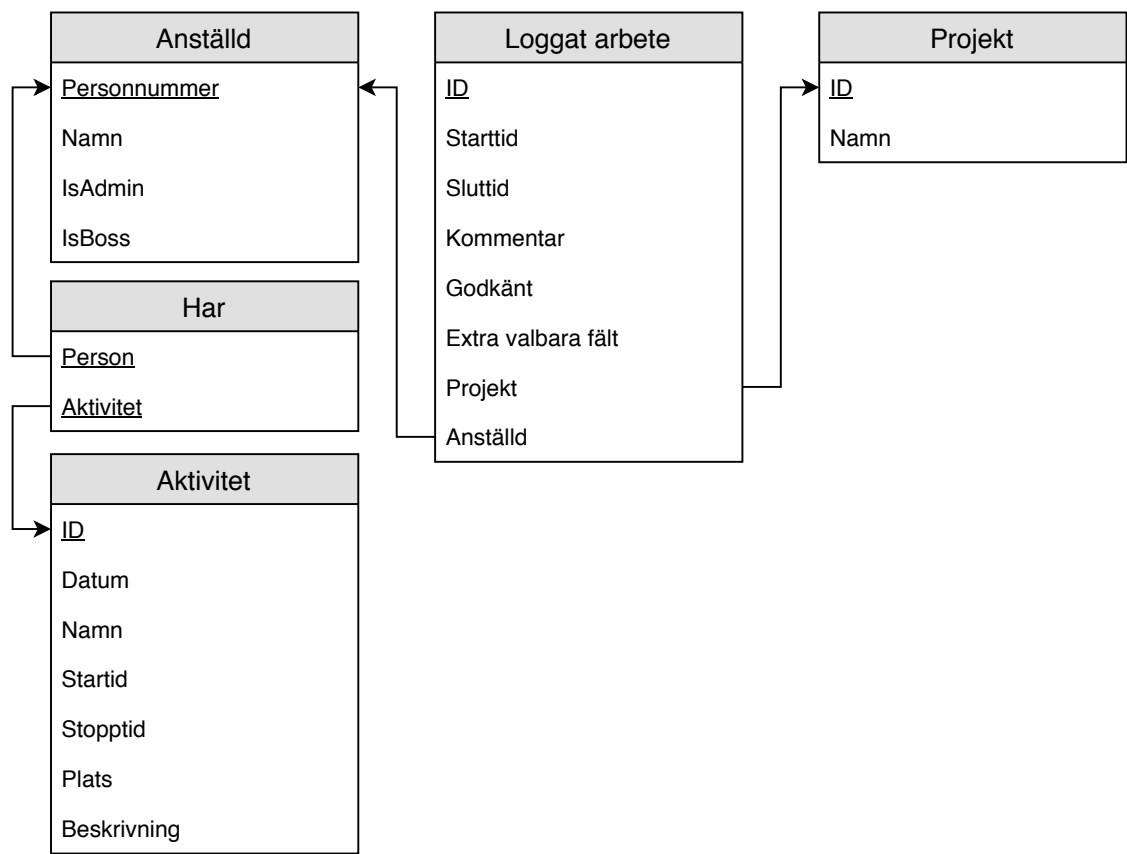 Anställd
Personnummer
Namn
IsAdmin
IsBoss
Har
Person
Aktivitet
Aktivitet
ID
Datum
Namn
Startid
Stopptid
Plats
Beskrivning
Loggat arbete
ID
Starttid
Sluttid
Kommentar
Godkänt
Extra valbara fält
Projekt
Anställd
Projekt
ID
Namn